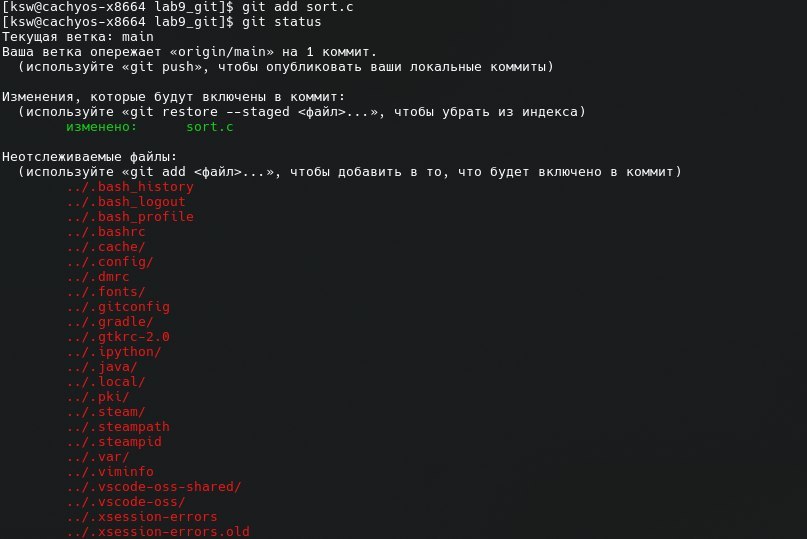 [ksw@cachyos-x8664 lab9_git]$ git add sort.c
[ksw@cachyos-x8664 lab9_git]$ git status
Текущая ветка: main
Ваша ветка опережает «origin/main» на 1 коммит.
  (используйте «git push», чтобы опубликовать ваши локальные коммиты)

Изменения, которые будут включены в коммит:
  (используйте «git restore --staged <файл>...», чтобы убрать из индекса)
        изменено:      sort.c

Неотслеживаемые файлы:
  (используйте «git add <файл>...», чтобы добавить в то, что будет включено в коммит)
        ../.bash_history
        ../.bash_logout
        ../.bash_profile
        ../.bashrc
        ../.cache/
        ../.config/
        ../.dmrc
        ../.fonts/
        ../.gitconfig
        ../.gradle/
        ../.gtkrc-2.0
        ../.ipython/
        ../.java/
        ../.local/
        ../.pki/
        ../.steam/
        ../.steampath
        ../.steampid
        ../.var/
        ../.viminfo
        ../.vscode-oss-shared/
        ../.vscode-oss/
        ../.xsession-errors
        ../.xsession-errors.old